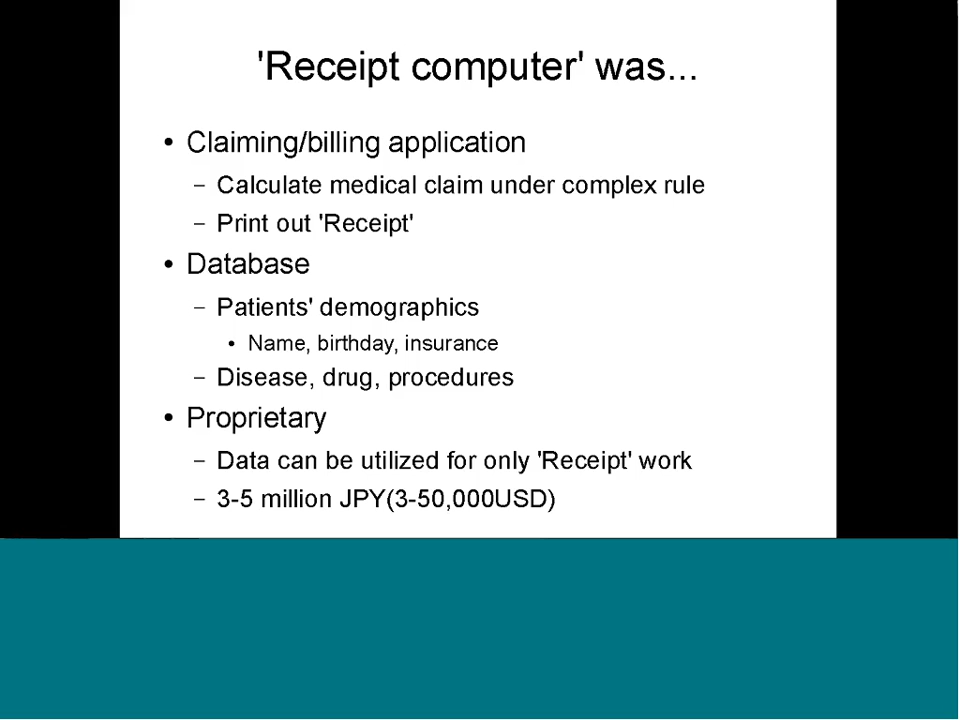 'Receipt computer' was...
• Claiming/billing application
– Calculate medical claim under complex rule
– Print out 'Receipt'
• Database
– Patients' demographics
• Name, birthday, insurance
– Disease, drug, procedures
• Proprietary
– Data can be utilized for only 'Receipt' work
– 3-5 million JPY(3-50,000USD)